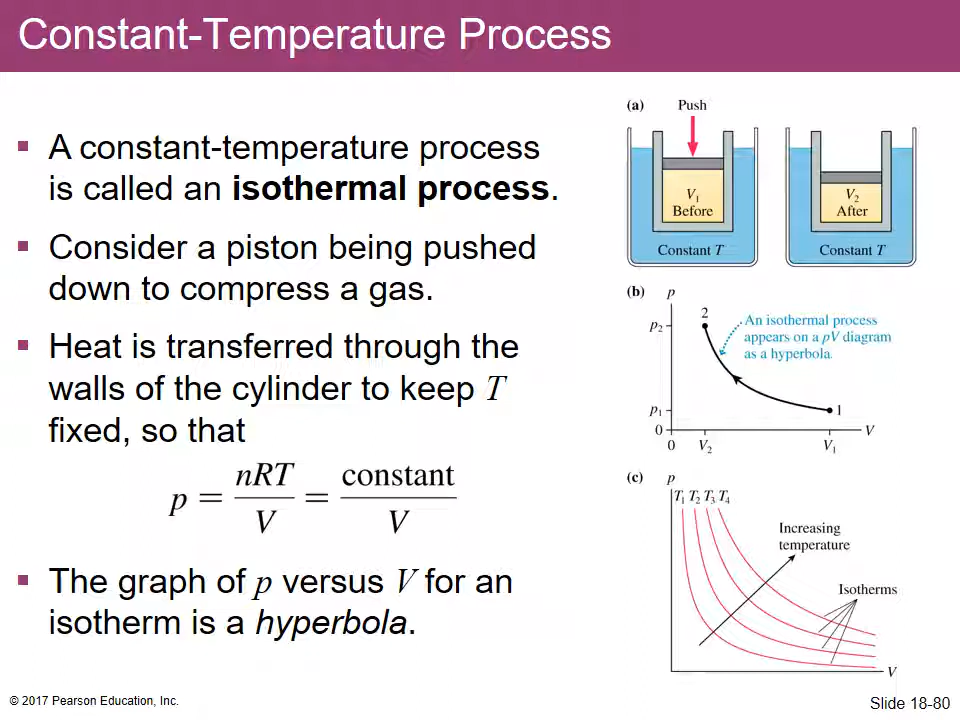 Constant-Temperature Process
▪ A constant-temperature process
is called an isothermal process.
▪ Consider a piston being pushed
down to compress a gas.
▪ Heat is transferred through the
walls of the cylinder to keep T
fixed, so that
p = nRT/V = constant/V
▪ The graph of p versus V for an
isotherm is a hyperbola.
(a) Push
V₁
Before
Constant T
V₂
After
Constant T
(b) p
p₂
2
An isothermal process
appears on a pV diagram
as a hyperbola.
p₁
1
0
V
0 V₂ V₁
(c) p
T₁ T₂ T₃ T₄
Increasing
temperature
Isotherms
V
© 2017 Pearson Education, Inc.
Slide 18-80